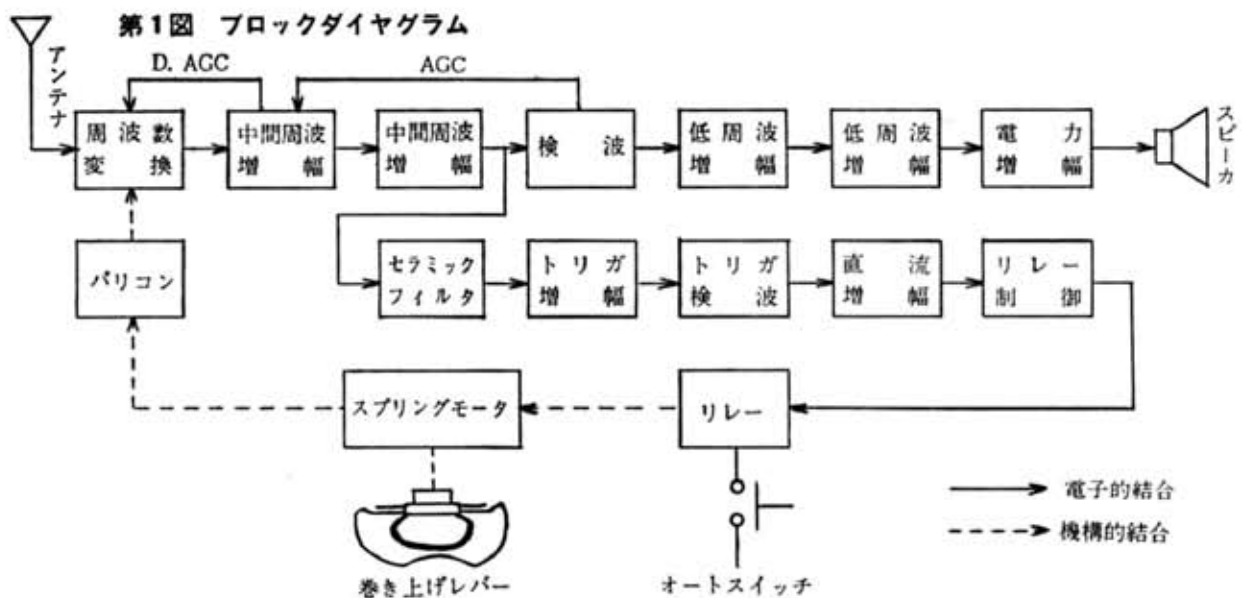 第1図 ブロックダイヤグラム
アンテナ
D. AGC
AGC
周波数
変換
中間周波
増幅
中間周波
増幅
検波
低周波
増幅
低周波
増幅
電力
増幅
スピーカ
バリコン
セラミック
フィルタ
トリガ
増幅
トリガ
検波
直流
増幅
リレー
制御
スプリングモータ
リレー
電子的結合
機構的結合
巻き上げレバー
オートスイッチ